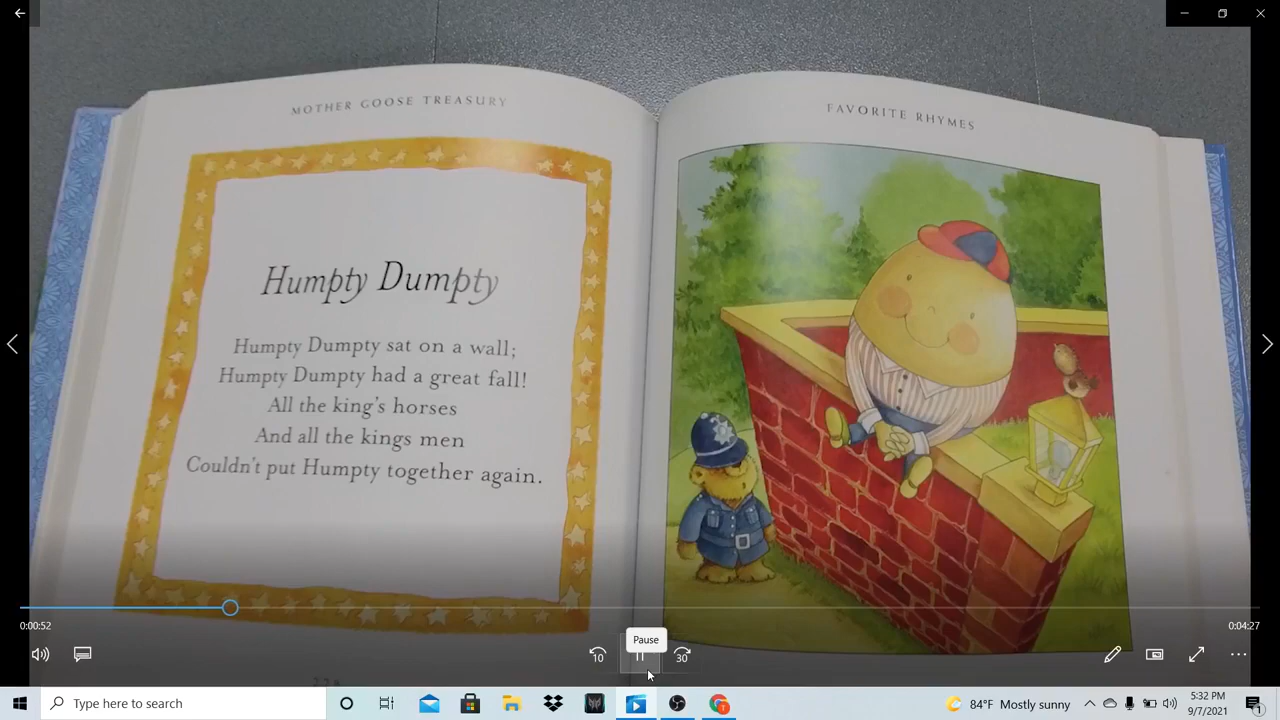 MOTHER GOOSE TREASURY
FAVORITE RHYMES
Humpty Dumpty
Humpty Dumpty sat on a wall;
Humpty Dumpty had a great fall!
All the king's horses
And all the kings men
Couldn't put Humpty together again.
0:00:52
0:04:27
Pause
10
30
Type here to search
84°F Mostly sunny
5:32 PM
9/7/2021
1